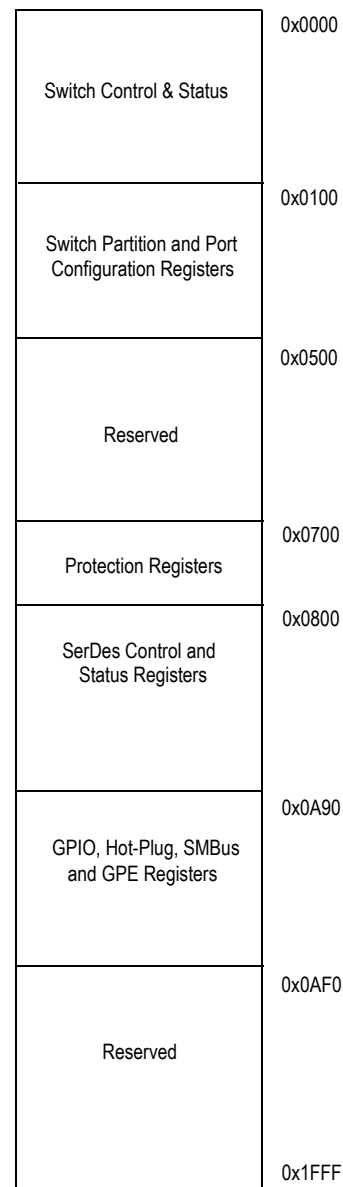 0x0000
Switch Control & Status
0x0100
Switch Partition and Port
Configuration Registers
0x0500
Reserved
0x0700
Protection Registers
0x0800
SerDes Control and
Status Registers
0x0A90
GPIO, Hot-Plug, SMBus
and GPE Registers
0x0AF0
Reserved
0x1FFF